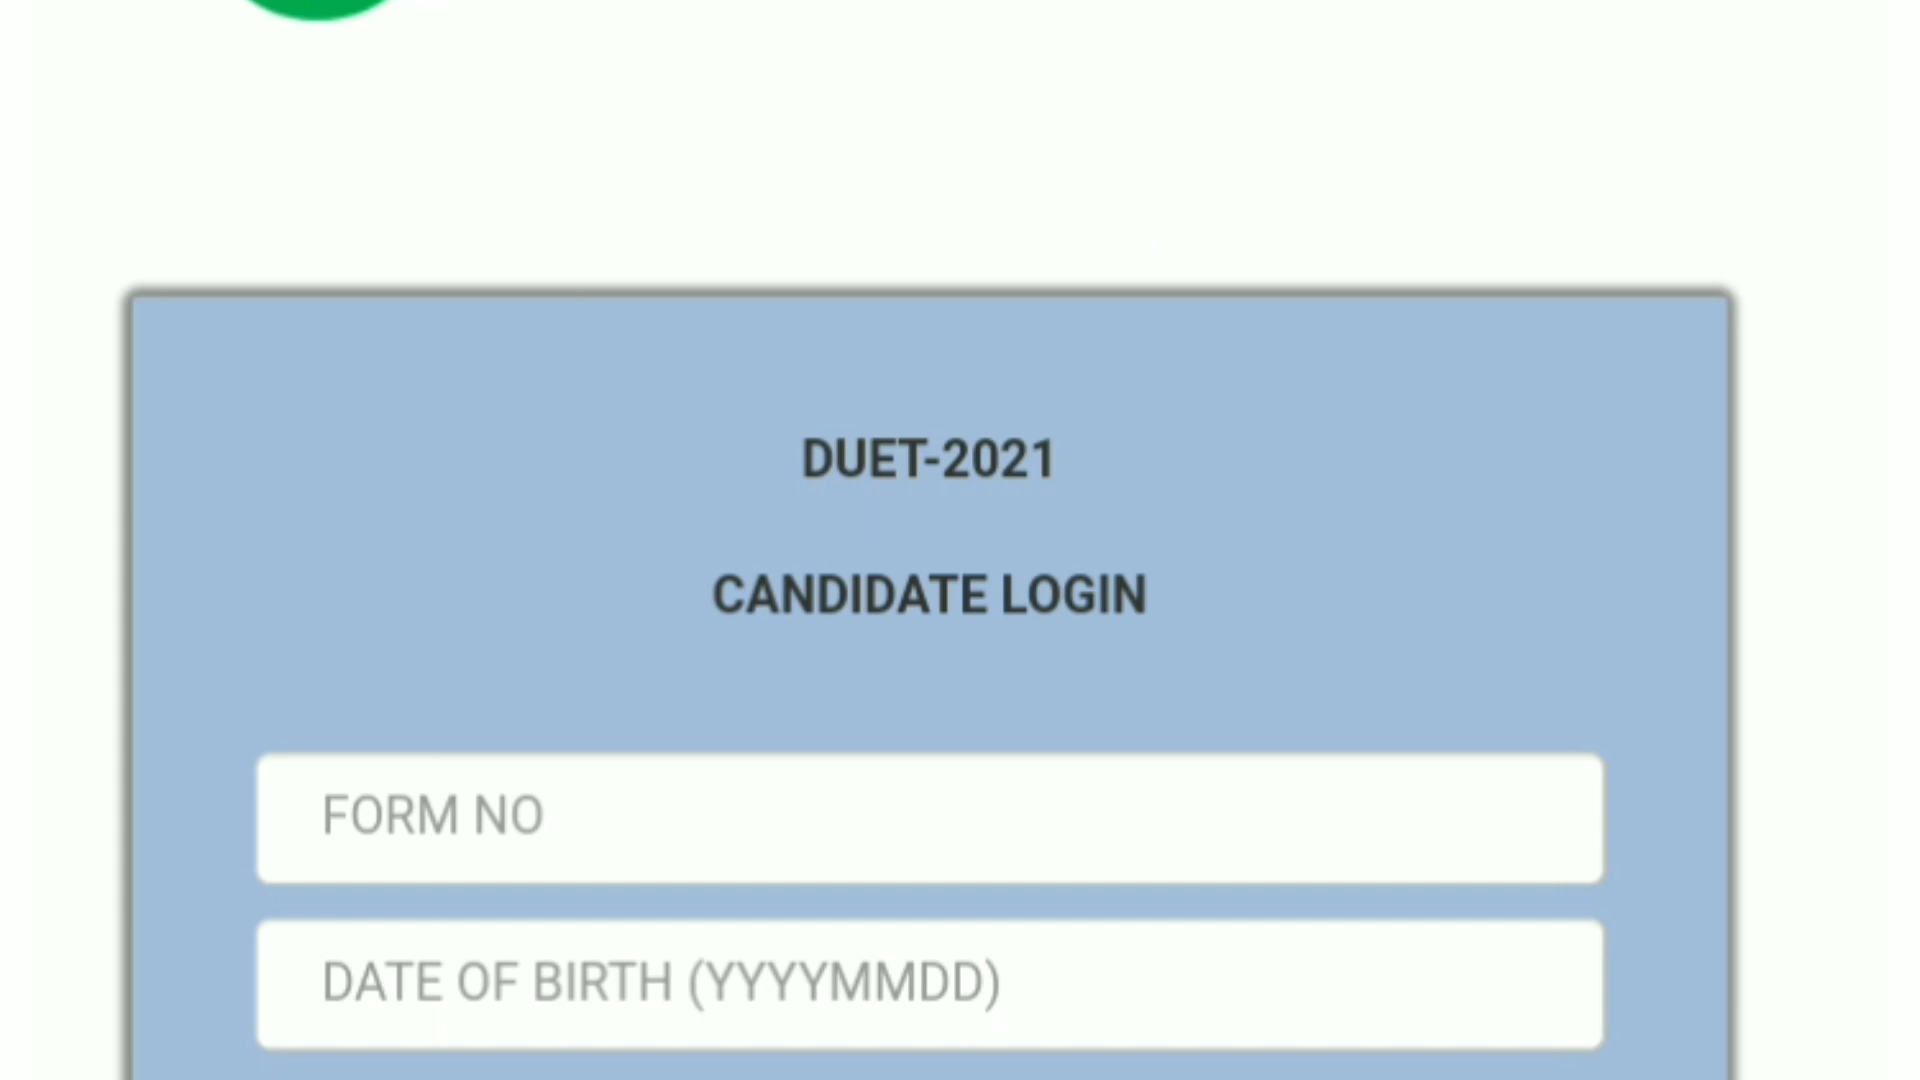 DUET-2021
CANDIDATE LOGIN
FORM NO
DATE OF BIRTH (YYYYMMDD)